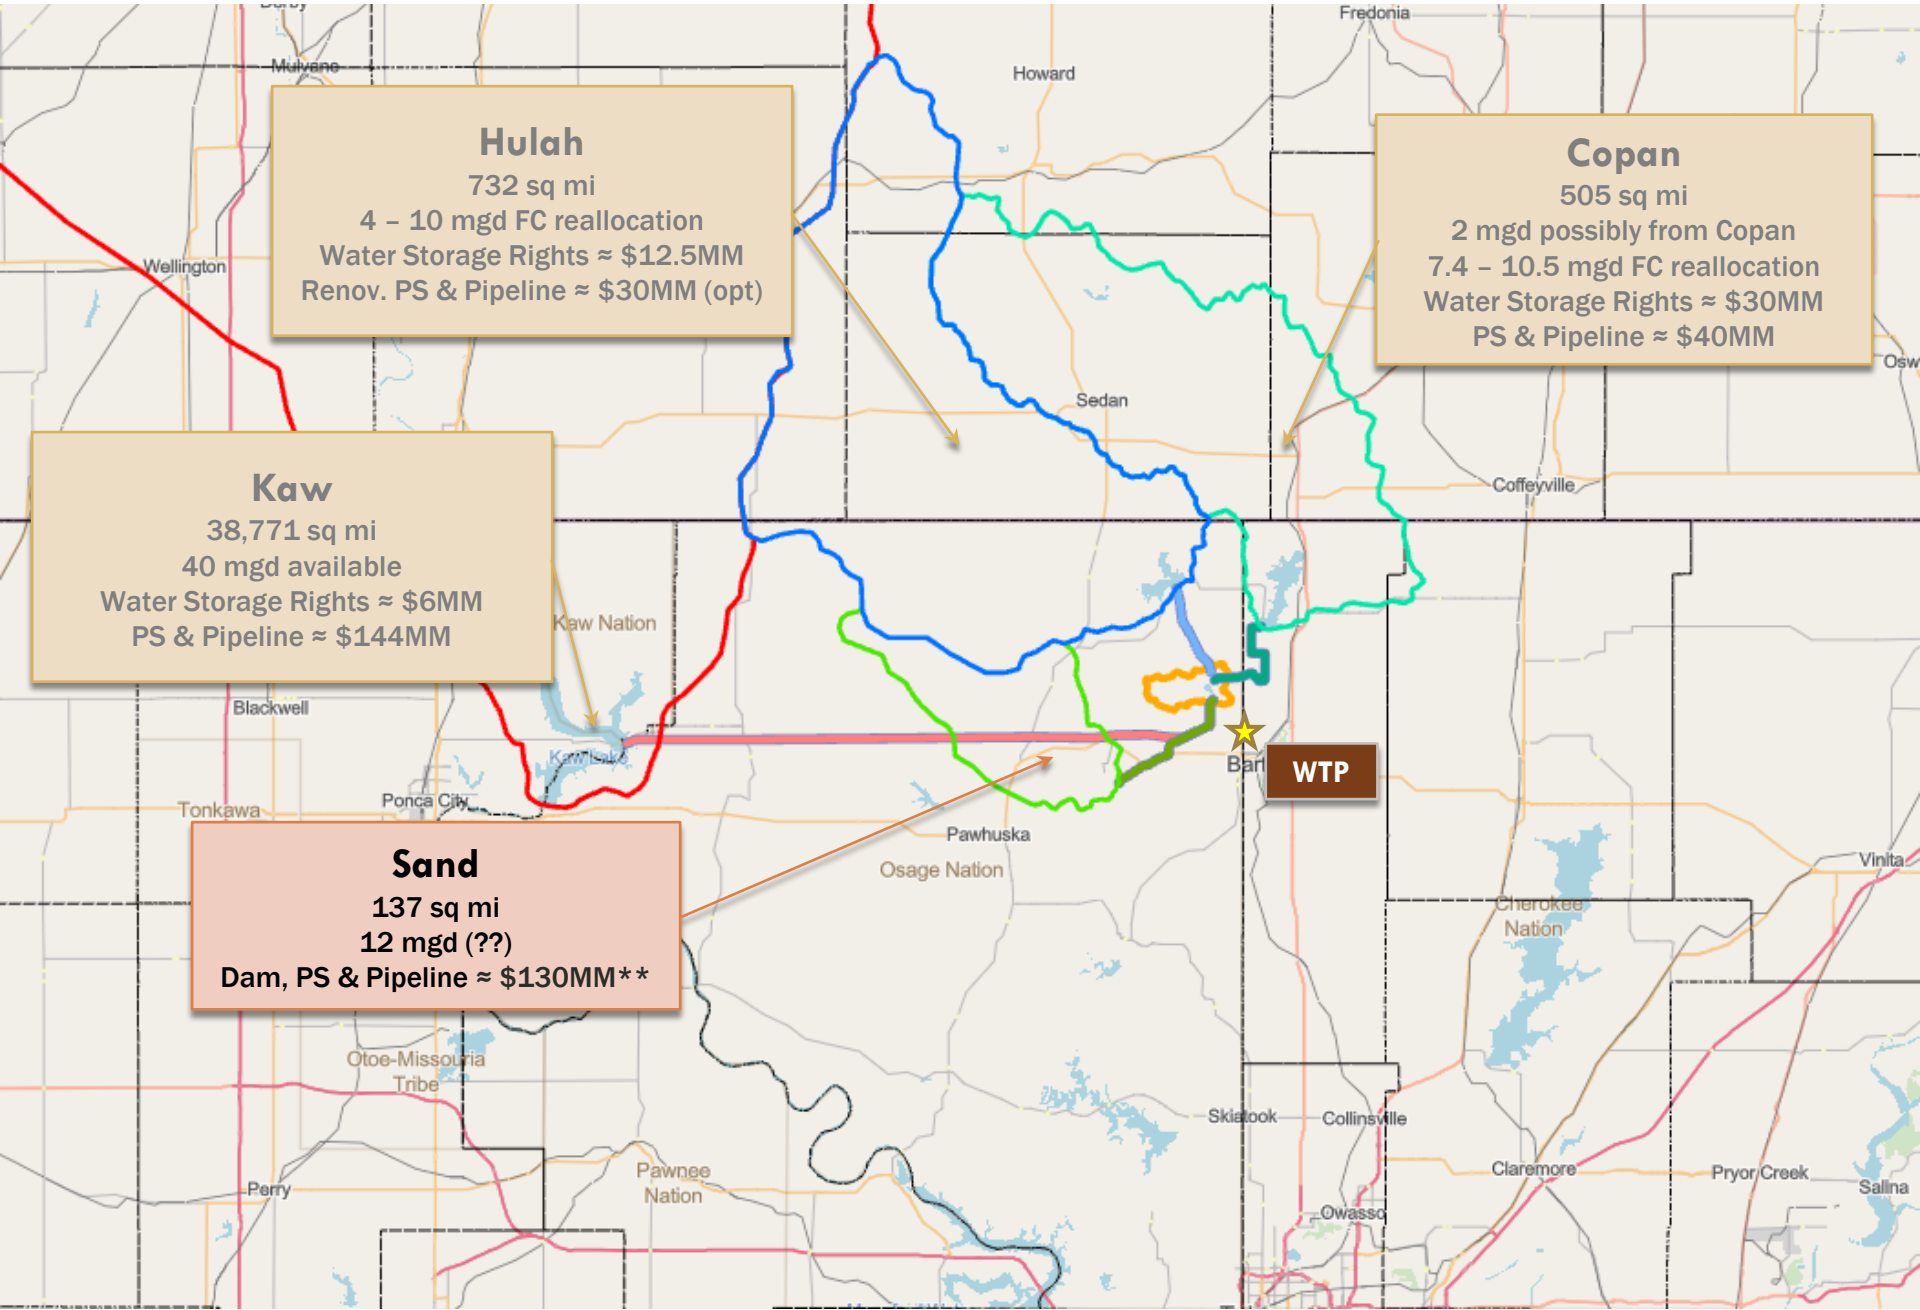 Derby
Fredonia
Mulvane
Howard
Hulah
732 sq mi
4 – 10 mgd FC reallocation
Water Storage Rights ≈ $12.5MM
Renov. PS & Pipeline ≈ $30MM (opt)
Copan
505 sq mi
2 mgd possibly from Copan
7.4 – 10.5 mgd FC reallocation
Water Storage Rights ≈ $30MM
PS & Pipeline ≈ $40MM
Wellington
Osw
Sedan
Coffeyville
Kaw
38,771 sq mi
40 mgd available
Water Storage Rights ≈ $6MM
PS & Pipeline ≈ $144MM
Kaw Nation
Blackwell
Kaw Lake
Bart
WTP
Ponca City
Tonkawa
Pawhuska
Osage Nation
Vinita
Sand
137 sq mi
12 mgd (??)
Dam, PS & Pipeline ≈ $130MM**
Cherokee
Nation
Otoe-Missouria
Tribe
Skiatook
Collinsville
Pawnee
Nation
Claremore
Pryor Creek
Salina
Perry
Owasso